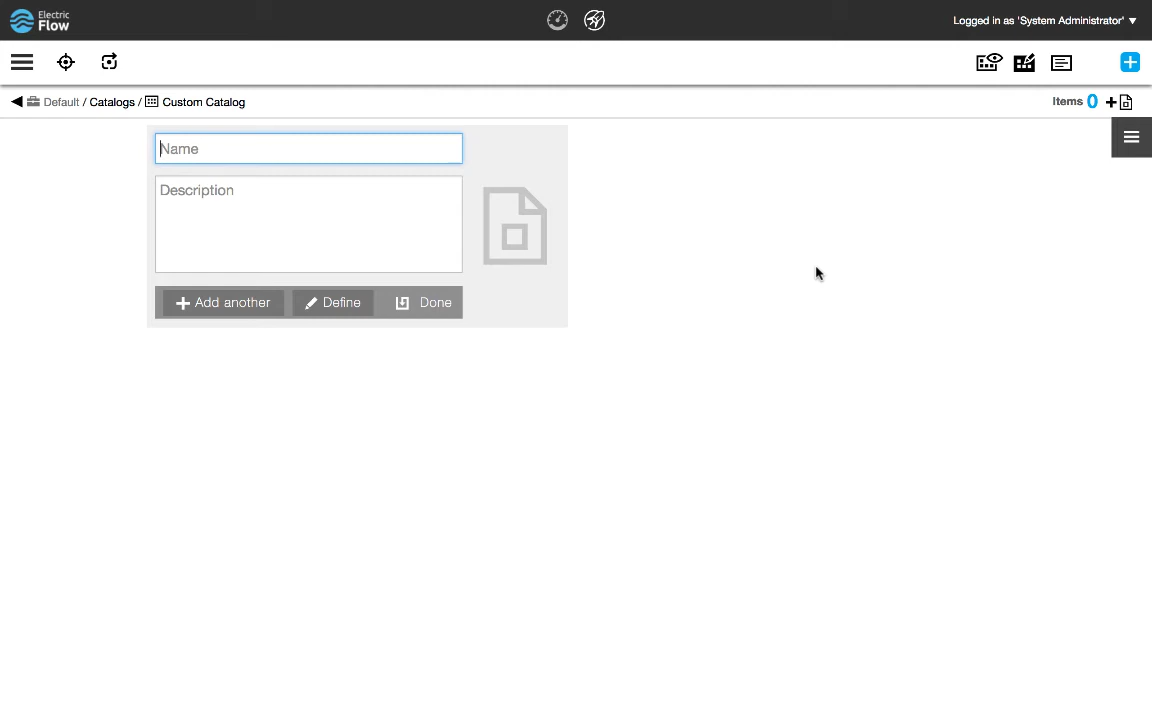 Electric
Flow
Logged in as 'System Administrator' ▼
Default / Catalogs / Custom Catalog
Items 0
Name
Description
Add another
Define
Done